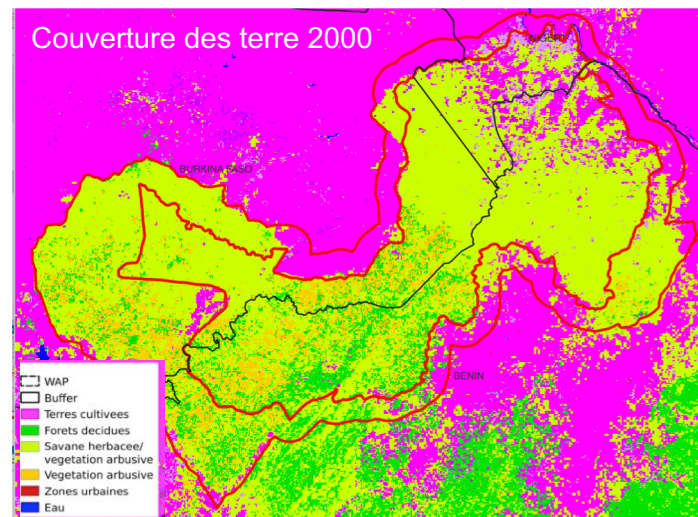 Couverture des terre 2000
NIGER
BURKINA FASO
BENIN
WAP
Buffer
Terres cultivees
Forets decidues
Savane herbacee/
vegetation arbusive
Vegetation arbusive
Zones urbaines
Eau